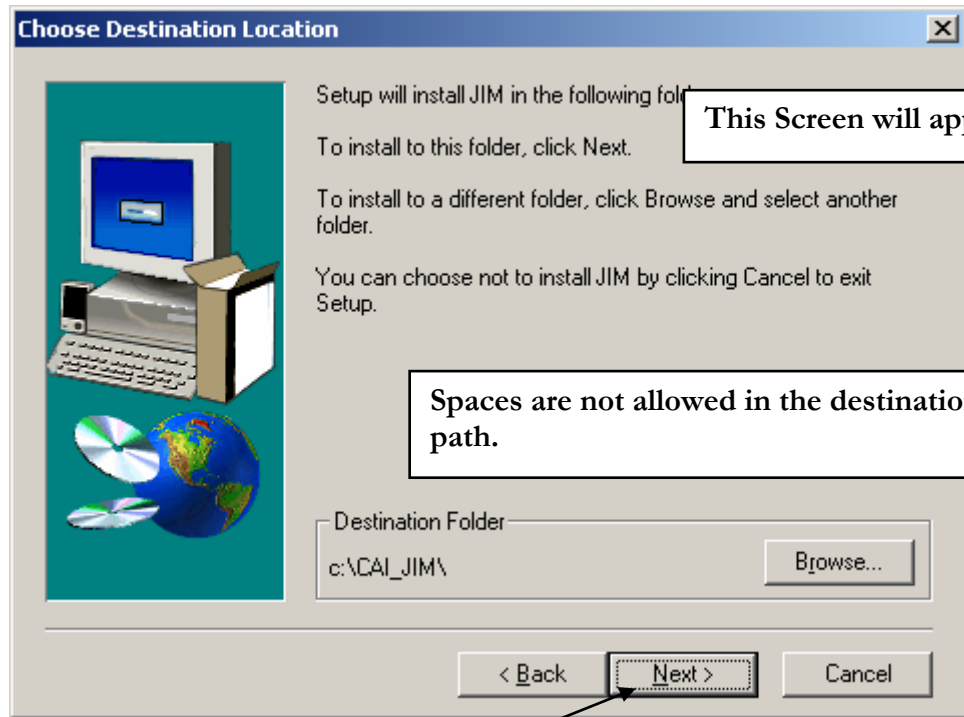 Choose Destination Location
Setup will install JIM in the following
This Screen will
To install to this folder, click Next.
To install to a different folder, click Browse and select another
folder.
You can choose not to install JIM by clicking Cancel to exit
Setup.
Spaces are not allowed in the
path.
Destination Folder
c:\CAI_JIM\
Browse...
< Back
Next >
Cancel